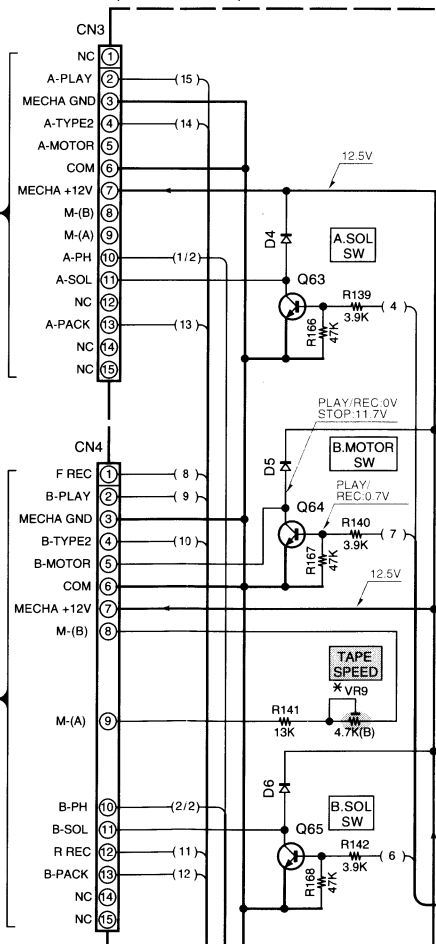 CN3
NC 1
A-PLAY 2 (15)
MECHA GND 3
A-TYPE2 4 (14)
A-MOTOR 5
COM 6
MECHA +12V 7
12.5V
M-(B) 8
M-(A) 9
A-PH 10 (1/2)
A-SOL 11
NC 12
A-PACK 13 (13)
NC 14
NC 15
D4
A.SOL
SW
Q63
R139
3.9K
(4)
R166
47K
CN4
F REC 1 (8)
B-PLAY 2 (9)
MECHA GND 3
B-TYPE2 4 (10)
B-MOTOR 5
COM 6
MECHA +12V 7
12.5V
M-(B) 8
PLAY/REC:0V
STOP:11.7V
D5
B.MOTOR
SW
PLAY/
REC:0.7V
Q64
R140
3.9K
(7)
R167
47K
TAPE
SPEED
* VR9
4.7K(B)
R141
13K
M-(A) 9
B-PH 10 (2/2)
B-SOL 11
R REC 12 (11)
B-PACK 13 (12)
NC 14
NC 15
D6
B.SOL
SW
Q65
R142
3.9K
(6)
R168
47K